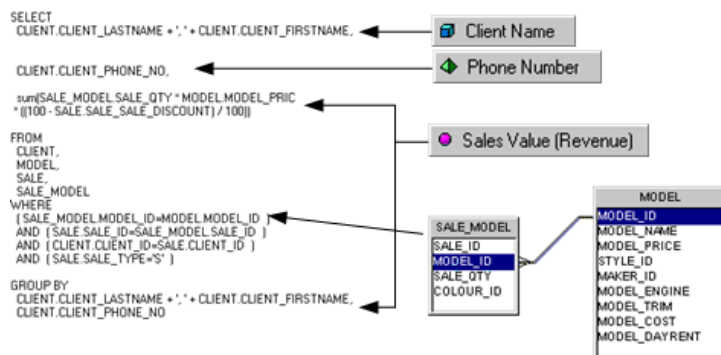 SELECT
CLIENT.CLIENT_LASTNAME + ', ' + CLIENT.CLIENT_FIRSTNAME,
Client Name
CLIENT.CLIENT_PHONE_NO,
Phone Number
sum(SALE_MODEL.SALE_QTY * MODEL.MODEL_PRIC
* ((100 - SALE.SALE_SALE_DISCOUNT) / 100))
Sales Value (Revenue)
FROM
CLIENT,
MODEL,
SALE,
SALE_MODEL
WHERE
( SALE_MODEL.MODEL_ID=MODEL.MODEL_ID )
AND ( SALE.SALE_ID=SALE_MODEL.SALE_ID )
AND ( CLIENT.CLIENT_ID=SALE.CLIENT_ID )
AND ( SALE.SALE_TYPE='S' )
GROUP BY
CLIENT.CLIENT_LASTNAME + ', ' + CLIENT.CLIENT_FIRSTNAME,
CLIENT.CLIENT_PHONE_NO
SALE_MODEL
SALE_ID
MODEL_ID
SALE_QTY
COLOUR_ID
MODEL
MODEL_ID
MODEL_NAME
MODEL_PRICE
STYLE_ID
MAKER_ID
MODEL_ENGINE
MODEL_TRIM
MODEL_COST
MODEL_DAYRENT